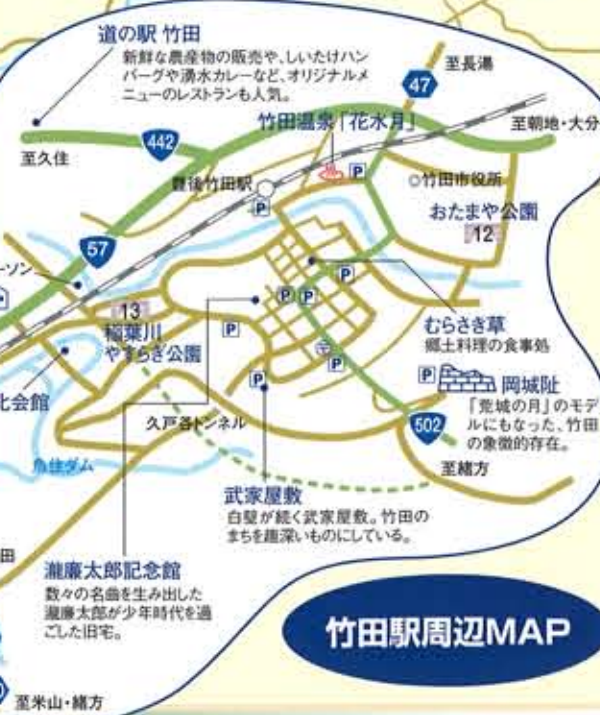 道の駅 竹田
新鮮な農産物の販売や、しいたけハン
バーグや湧水カレーなど、オリジナルメ
ニューのレストランも人気。
至長湯
47
竹田温泉「花水月」
至朝地・大分
442
至久住
P
豊後竹田駅
竹田市役所
P
おたまや公園
12
57
ーソン
P
P P
13
稲葉川
やすらぎ公園
P
むらさき草
郷土料理の食事処
P
P
P
岡城阯
「荒城の月」のモデ
ルにもなった、竹田
の象徴的存在。
化会館
久戸谷トンネル
502
至緒方
魚住ダム
武家屋敷
白壁が続く武家屋敷。竹田の
まちを趣深いものにしている。
田
瀧廉太郎記念館
数々の名曲を生み出した
瀧廉太郎が少年時代を過
ごした旧宅。
竹田駅周辺MAP
至米山・緒方